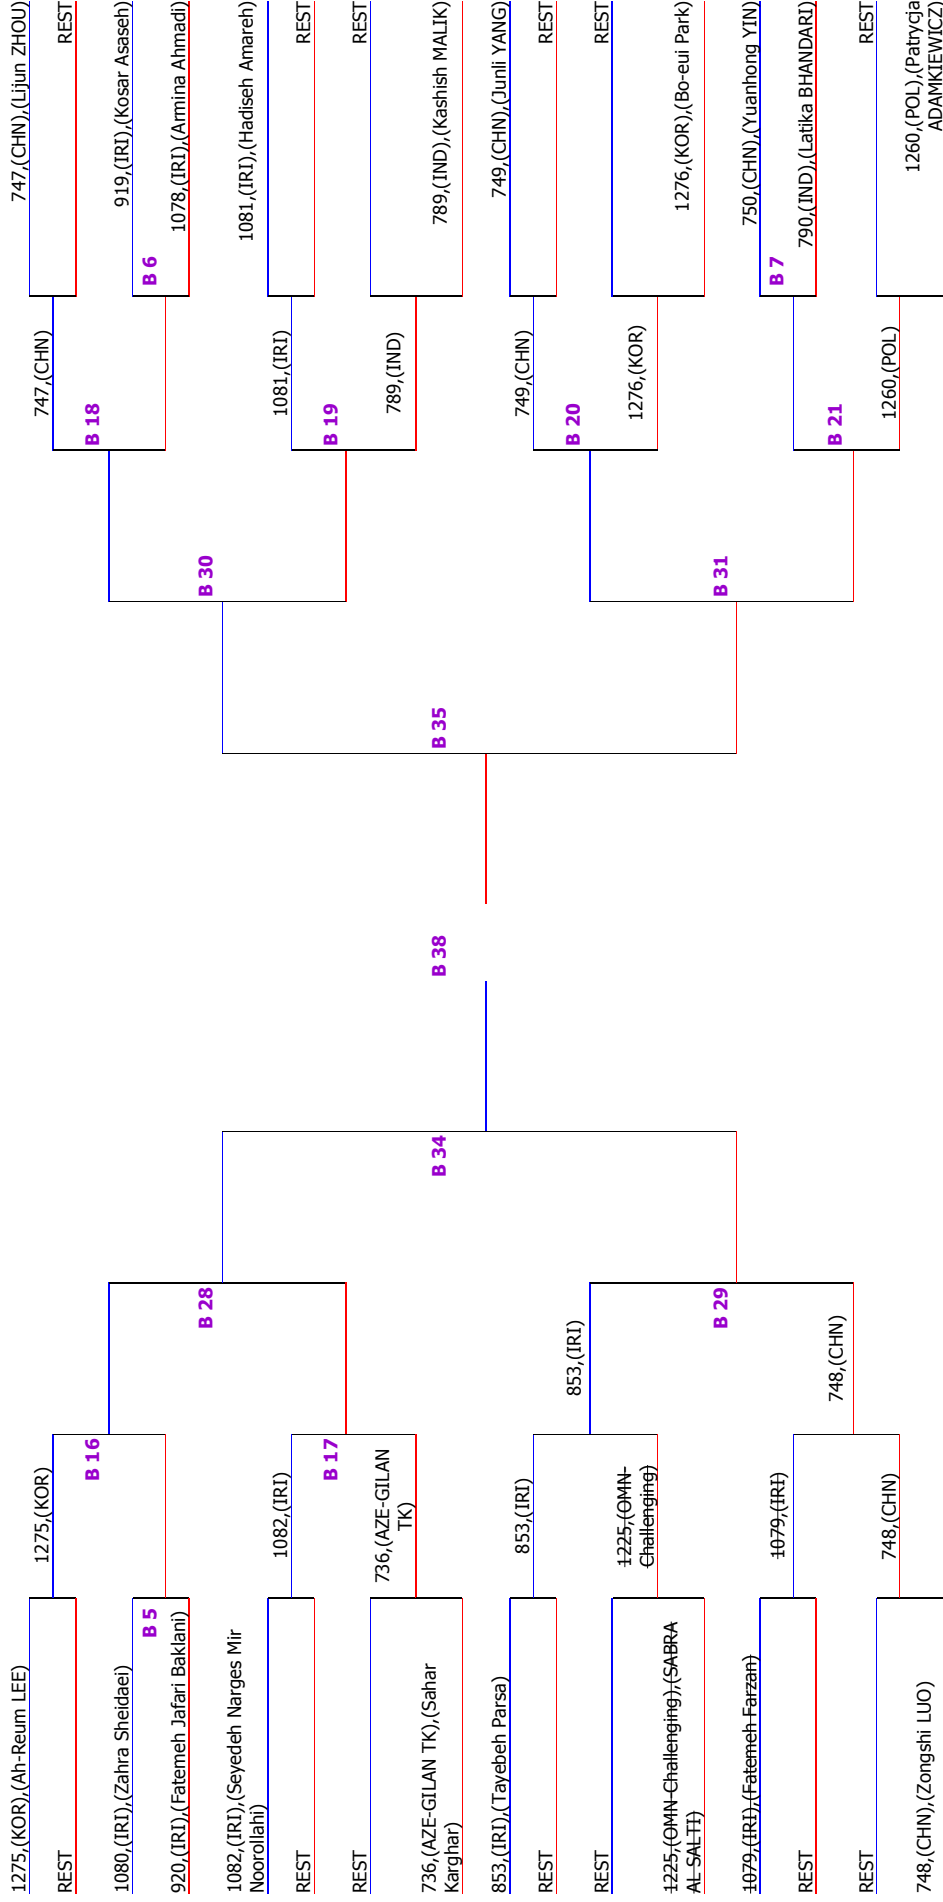 1275,(KOR),(Ah-Reum LEE)
REST
1080,(IRI),(Zahra Sheidaei)
920,(IRI),(Fatemeh Jafari Baklani)
1082,(IRI),(Seyedeh Narges Mir
Noorollahi)
REST
REST
736,(AZE-GILAN TK),(Sahar
Karghar)
853,(IRI),(Tayebeh Parsa)
REST
REST
1225,(OMN-Challenging),(SABRA
AL SALTI)
1079,(IRI),(Fatemeh Farzan)
REST
REST
748,(CHN),(Zongshi LUO)
B 5
1275,(KOR)
1082,(IRI)
736,(AZE-GILAN
TK)
853,(IRI)
1225,(OMN-
Challenging)
1079,(IRI)
748,(CHN)
B 16
B 17
853,(IRI)
748,(CHN)
B 28
B 29
B 34
B 38
B 35
B 30
B 31
B 18
B 19
B 20
B 21
747,(CHN)
1081,(IRI)
789,(IND)
749,(CHN)
1276,(KOR)
1260,(POL)
B 6
B 7
747,(CHN),(Lijun ZHOU)
REST
919,(IRI),(Kosar Asaseh)
1078,(IRI),(Armina Ahmadi)
1081,(IRI),(Hadiseh Amareh)
REST
REST
789,(IND),(Kashish MALIK)
749,(CHN),(Junli YANG)
REST
REST
1276,(KOR),(Bo-eui Park)
750,(CHN),(Yuanhong YIN)
790,(IND),(Latika BHANDARI)
REST
1260,(POL),(Patrycja
ADAMKIEWICZ)